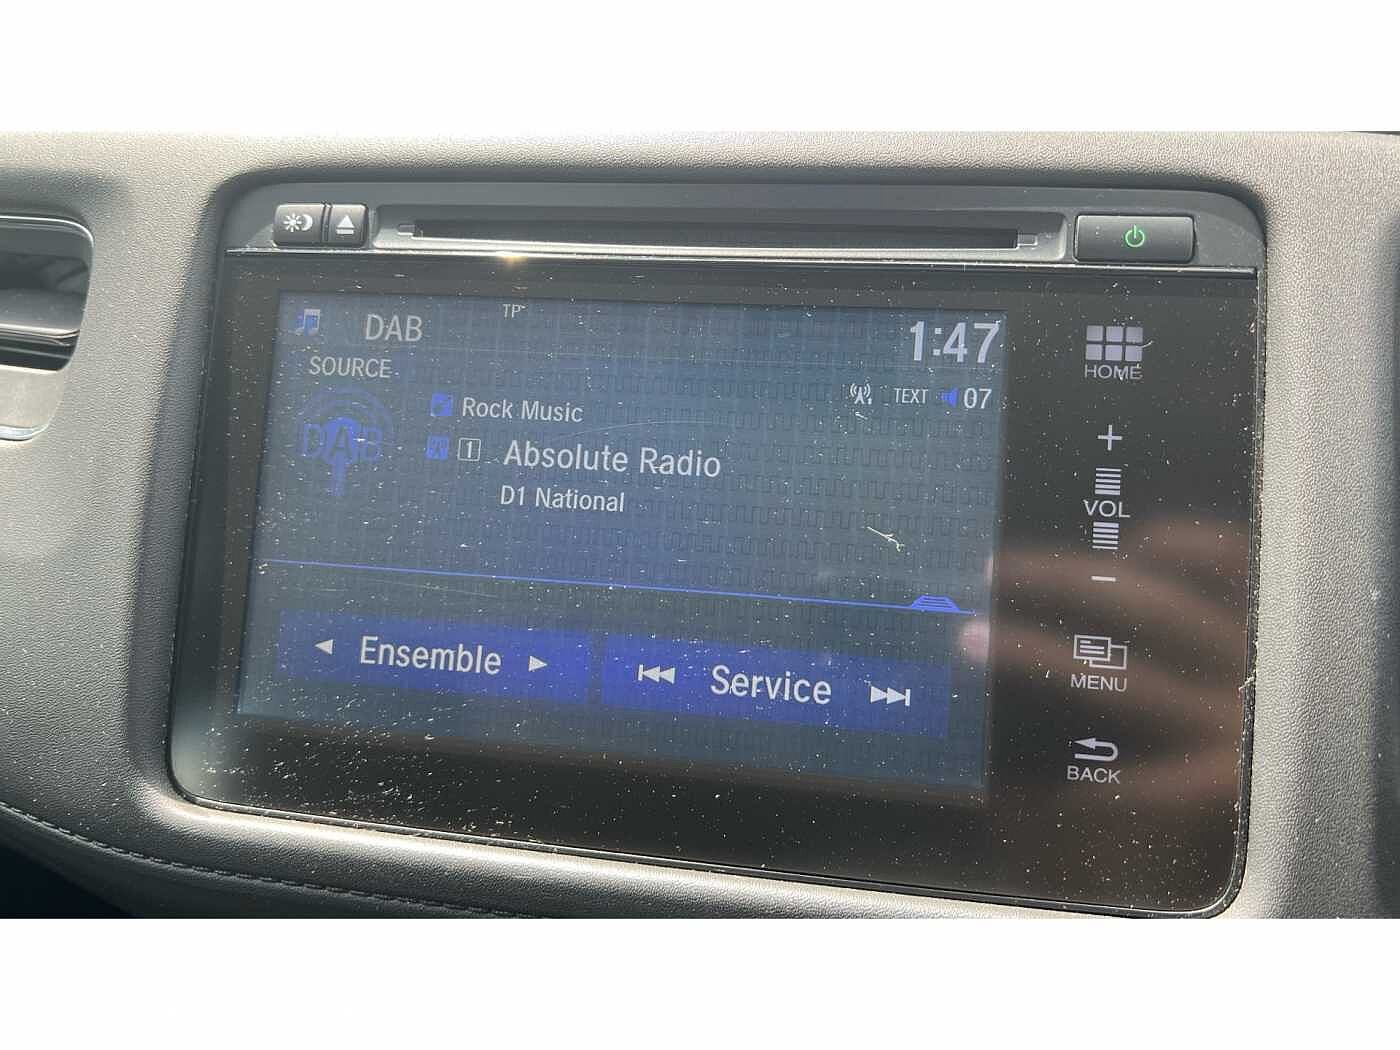 TP
DAB
1:47
SOURCE
TEXT 07
Rock Music
DAB
1 Absolute Radio
D1 National
Ensemble
Service
HOME
+
VOL
−
MENU
BACK